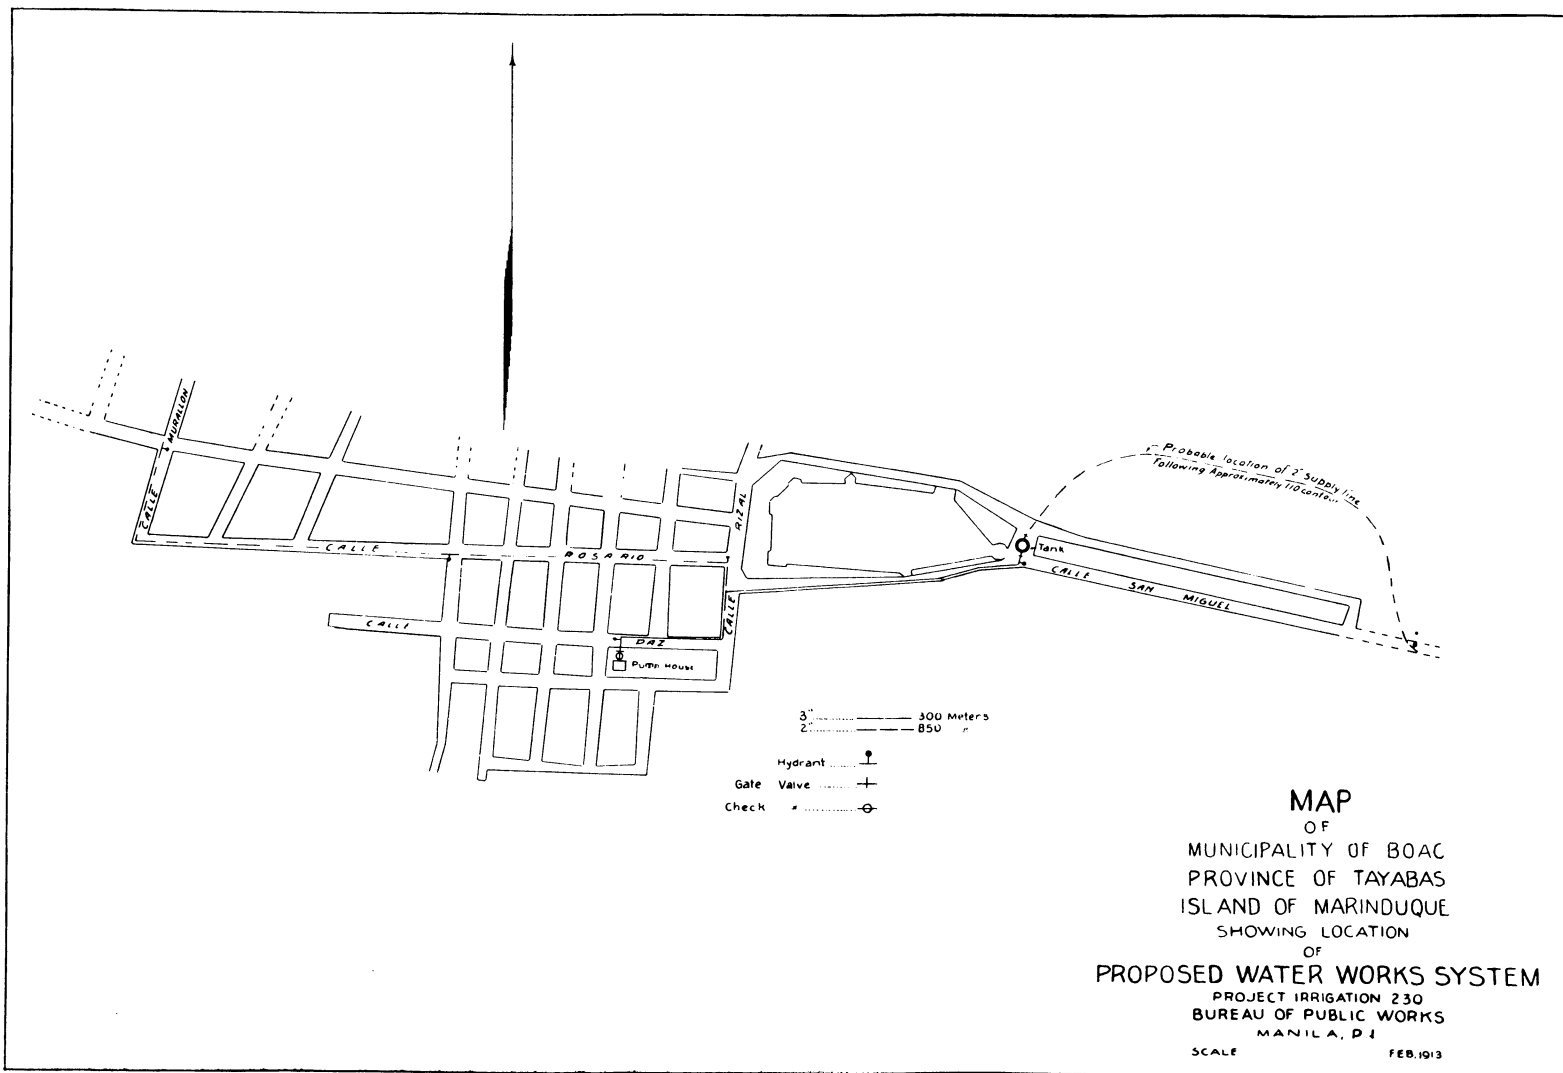 CALLE MURALLON
CALLE ROSARIO
CALLE RIZAL
CALLE PAZ
Pump House
Tank
CALLE SAN MIGUEL
Probable location of 2" supply line
Following Approximately 110 contour
3" 300 Meters
2" 850 "
Hydrant
Gate Valve
Check "
MAP
OF
MUNICIPALITY OF BOAC
PROVINCE OF TAYABAS
ISLAND OF MARINDUQUE
SHOWING LOCATION
OF
PROPOSED WATER WORKS SYSTEM
PROJECT IRRIGATION 230
BUREAU OF PUBLIC WORKS
MANILA, P I
SCALE FEB. 1913